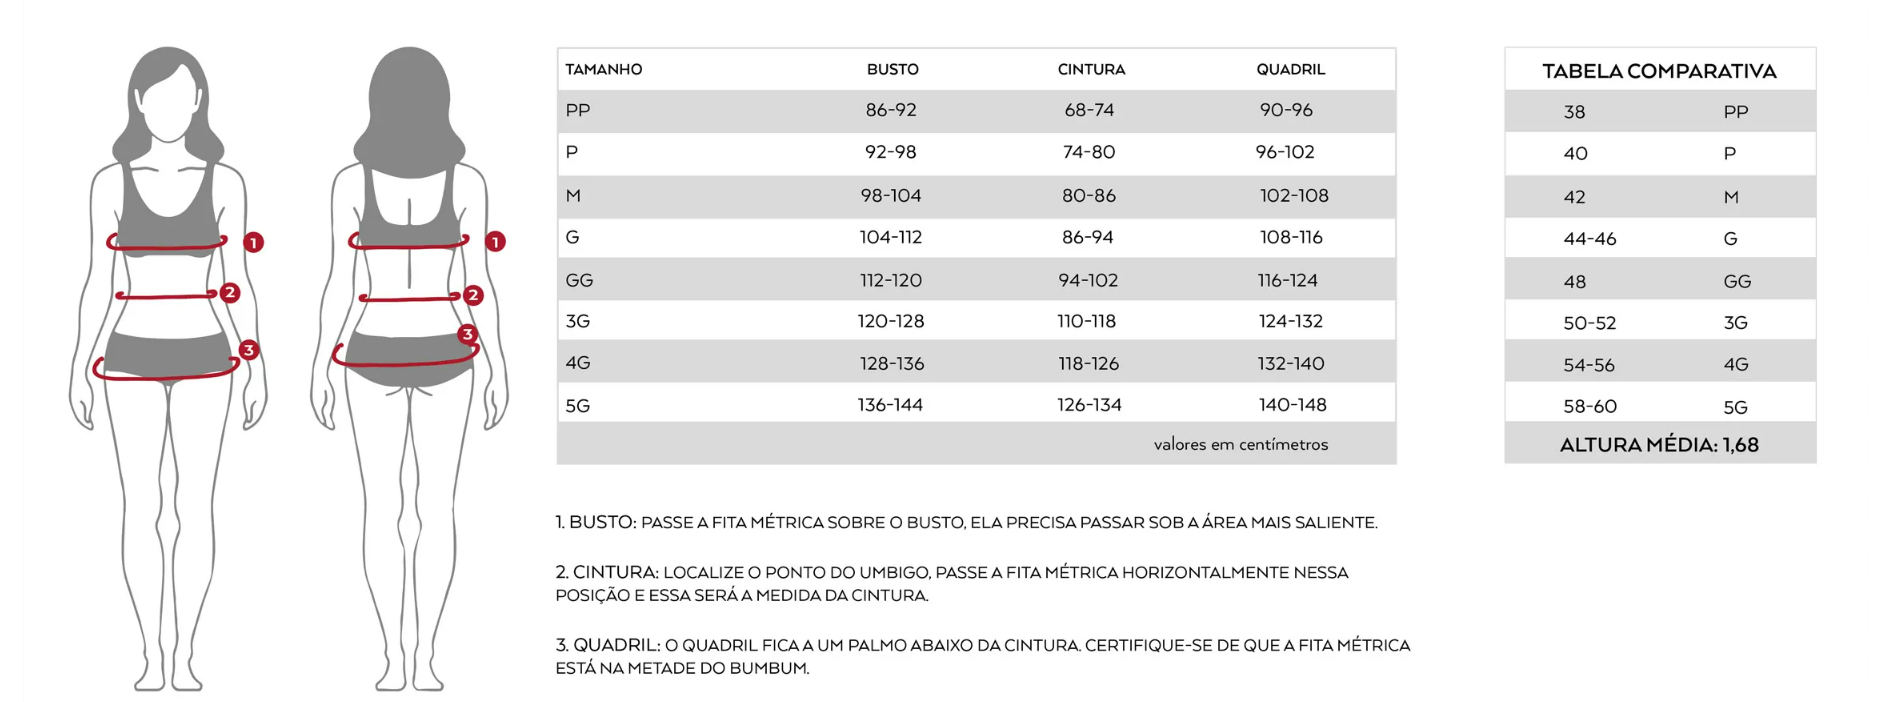 TAMANHO BUSTO CINTURA QUADRIL
PP 86-92 68-74 90-96
P 92-98 74-80 96-102
M 98-104 80-86 102-108
G 104-112 86-94 108-116
GG 112-120 94-102 116-124
3G 120-128 110-118 124-132
4G 128-136 118-126 132-140
5G 136-144 126-134 140-148
valores em centímetros
TABELA COMPARATIVA
38 PP
40 P
42 M
44-46 G
48 GG
50-52 3G
54-56 4G
58-60 5G
ALTURA MÉDIA: 1,68
1
2
3
1
2
3
1. BUSTO: PASSE A FITA MÉTRICA SOBRE O BUSTO, ELA PRECISA PASSAR SOB A ÁREA MAIS SALIENTE.
2. CINTURA: LOCALIZE O PONTO DO UMBIGO, PASSE A FITA MÉTRICA HORIZONTALMENTE NESSA
POSIÇÃO E ESSA SERÁ A MEDIDA DA CINTURA.
3. QUADRIL: O QUADRIL FICA A UM PALMO ABAIXO DA CINTURA. CERTIFIQUE-SE DE QUE A FITA MÉTRICA
ESTÁ NA METADE DO BUMBUM.